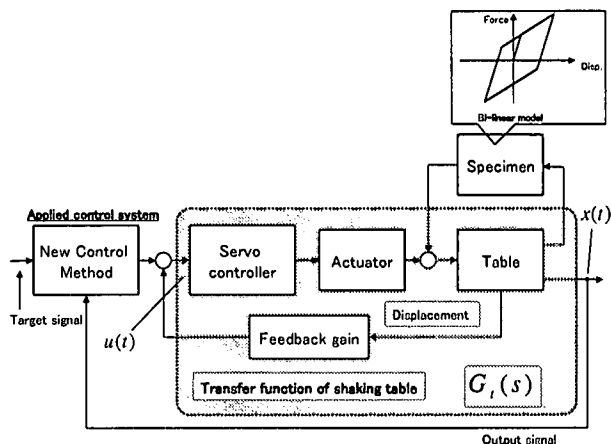 Force
Disp.
Bi-linear model
Specimen
Applied control system
x(t)
New Control
Method
Servo
controller
Actuator
Table
Target signal
u(t)
Feedback gain
Displacement
Transfer function of shaking table
G_t(s)
Output signal